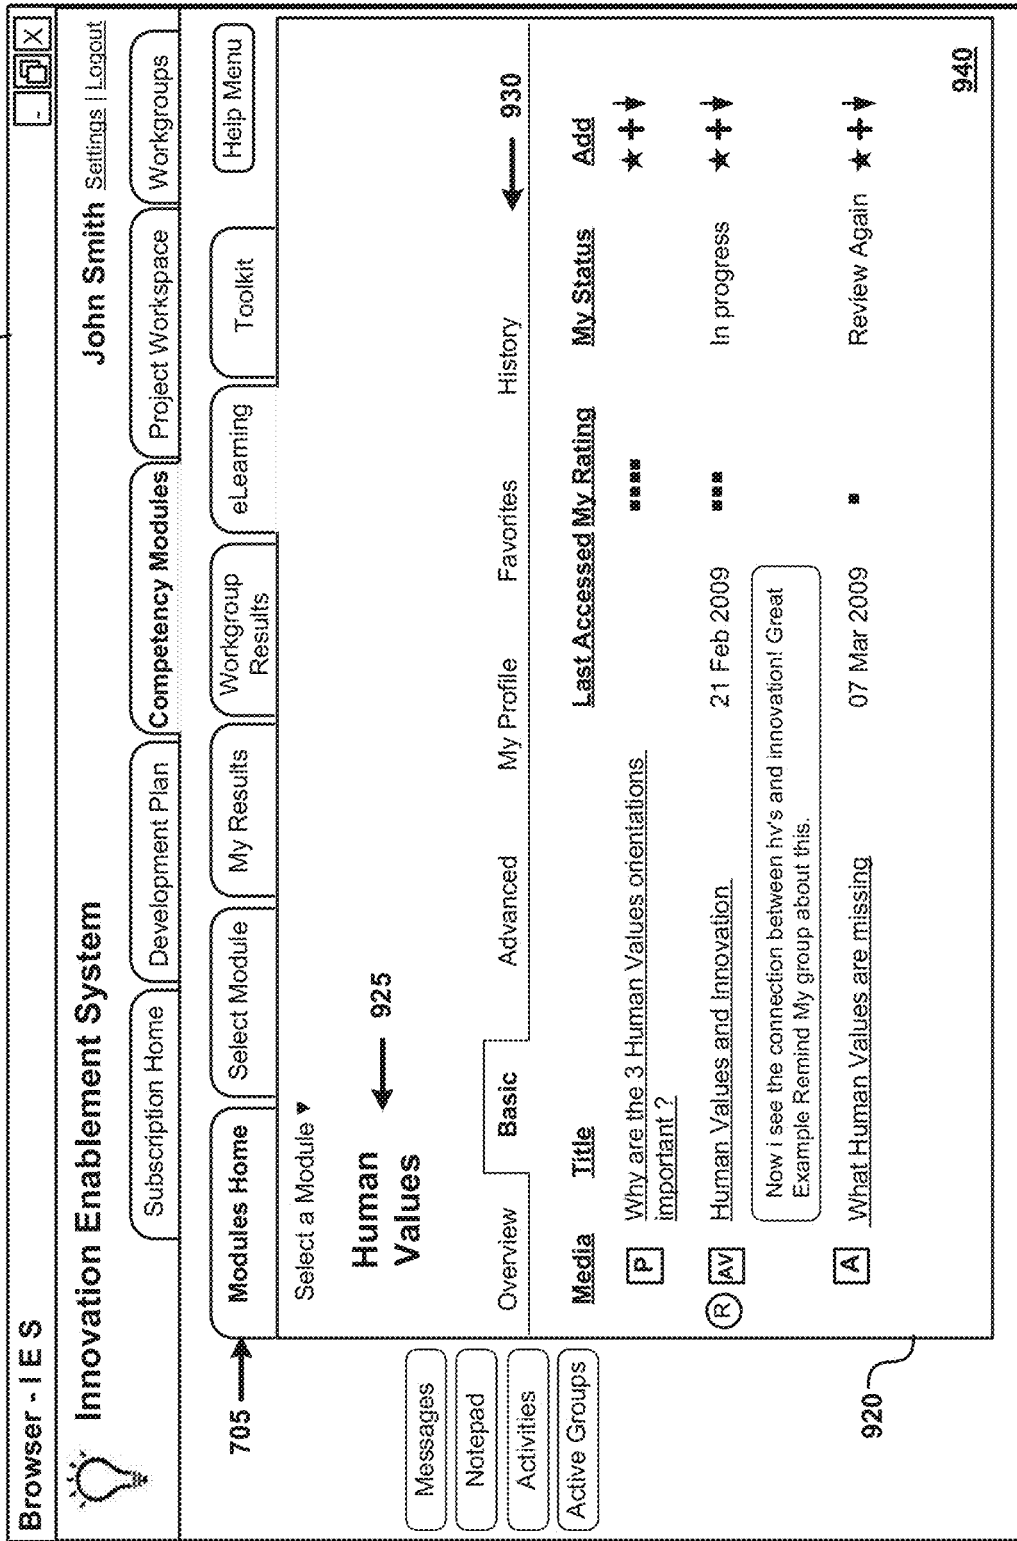 Browser - I E S
- X
Innovation Enablement System
John Smith Settings | Logout
Subscription Home Development Plan Competency Modules Project Workspace Workgroups
705 Modules Home Select Module My Results Workgroup Results eLearning Toolkit Help Menu
Select a Module ▼
Human
Values
925
Messages
Notepad
Activities
Active Groups
Overview Basic Advanced My Profile Favorites History 930
Media Title Last Accessed My Rating My Status Add
P Why are the 3 Human Values orientations
important ?
R AV Human Values and Innovation 21 Feb 2009 In progress
Now i see the connection between hv's and innovation! Great
Example Remind My group about this.
A What Human Values are missing 07 Mar 2009 Review Again
920
940